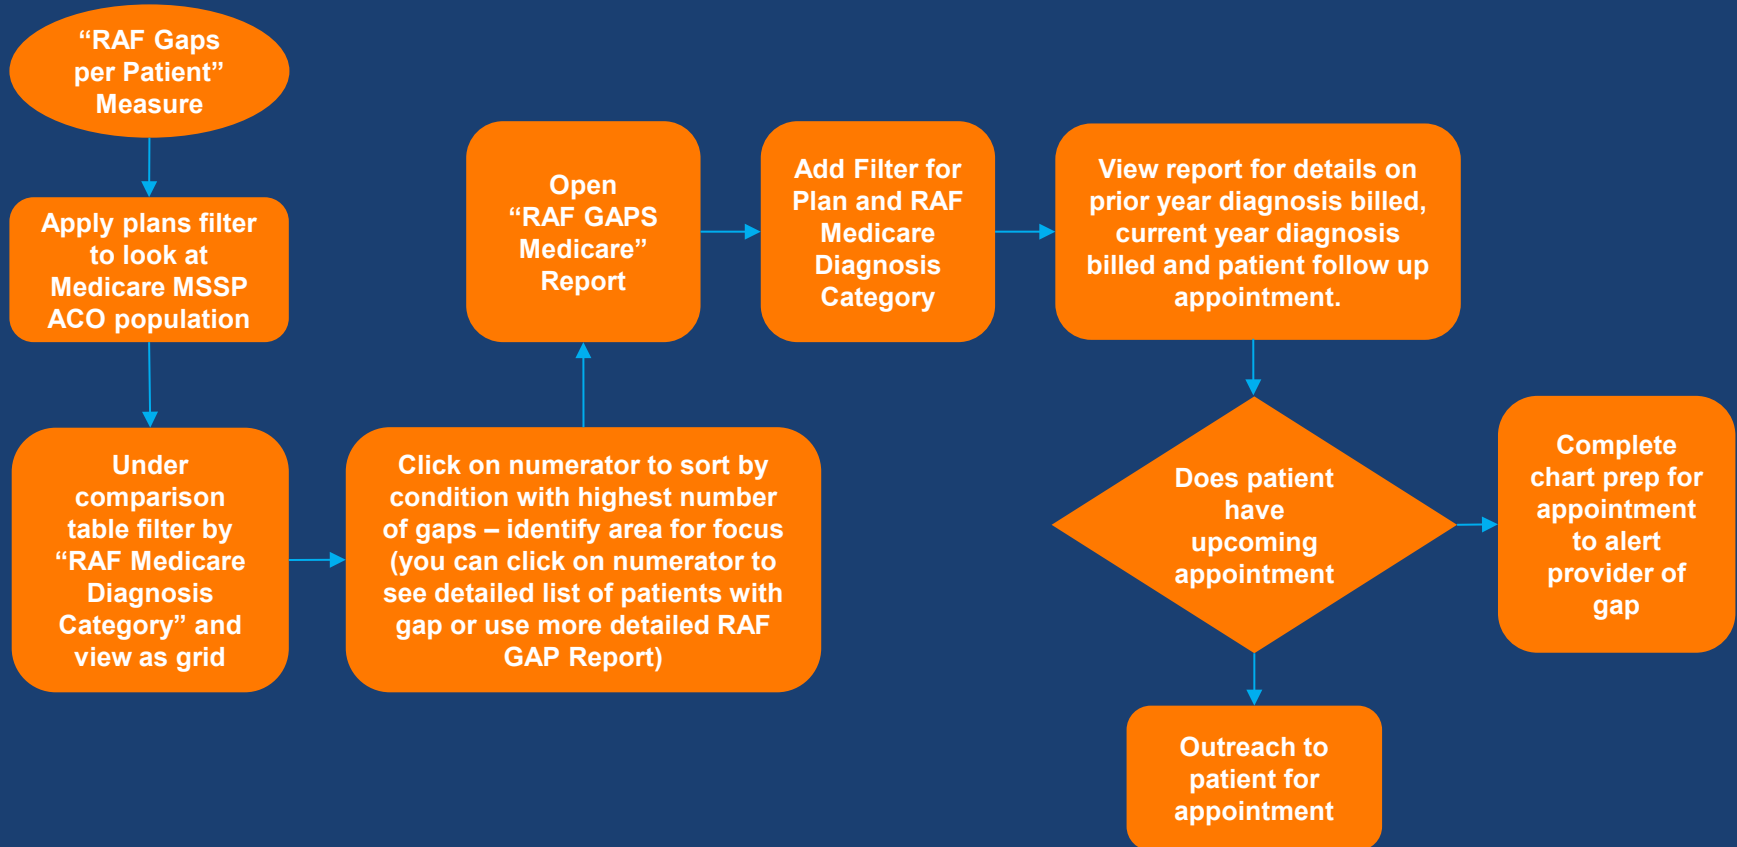 “RAF Gaps
per Patient”
Measure
Apply plans filter
to look at
Medicare MSSP
ACO population
Under
comparison
table filter by
“RAF Medicare
Diagnosis
Category” and
view as grid
Click on numerator to sort by
condition with highest number
of gaps – identify area for focus
(you can click on numerator to
see detailed list of patients with
gap or use more detailed RAF
GAP Report)
Open
“RAF GAPS
Medicare”
Report
Add Filter for
Plan and RAF
Medicare
Diagnosis
Category
View report for details on
prior year diagnosis billed,
current year diagnosis
billed and patient follow up
appointment.
Does patient
have
upcoming
appointment
Complete
chart prep for
appointment
to alert
provider of
gap
Outreach to
patient for
appointment